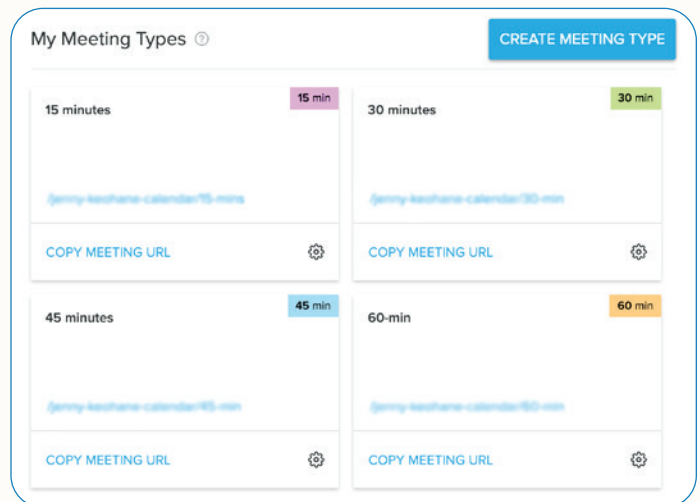 My Meeting Types ?
CREATE MEETING TYPE
15 min
15 minutes
/jenny-keohane-calendar/15-mins
COPY MEETING URL
30 min
30 minutes
/jenny-keohane-calendar/30-min
COPY MEETING URL
45 min
45 minutes
/jenny-keohane-calendar/45-min
COPY MEETING URL
60 min
60-min
/jenny-keohane-calendar/60-min
COPY MEETING URL